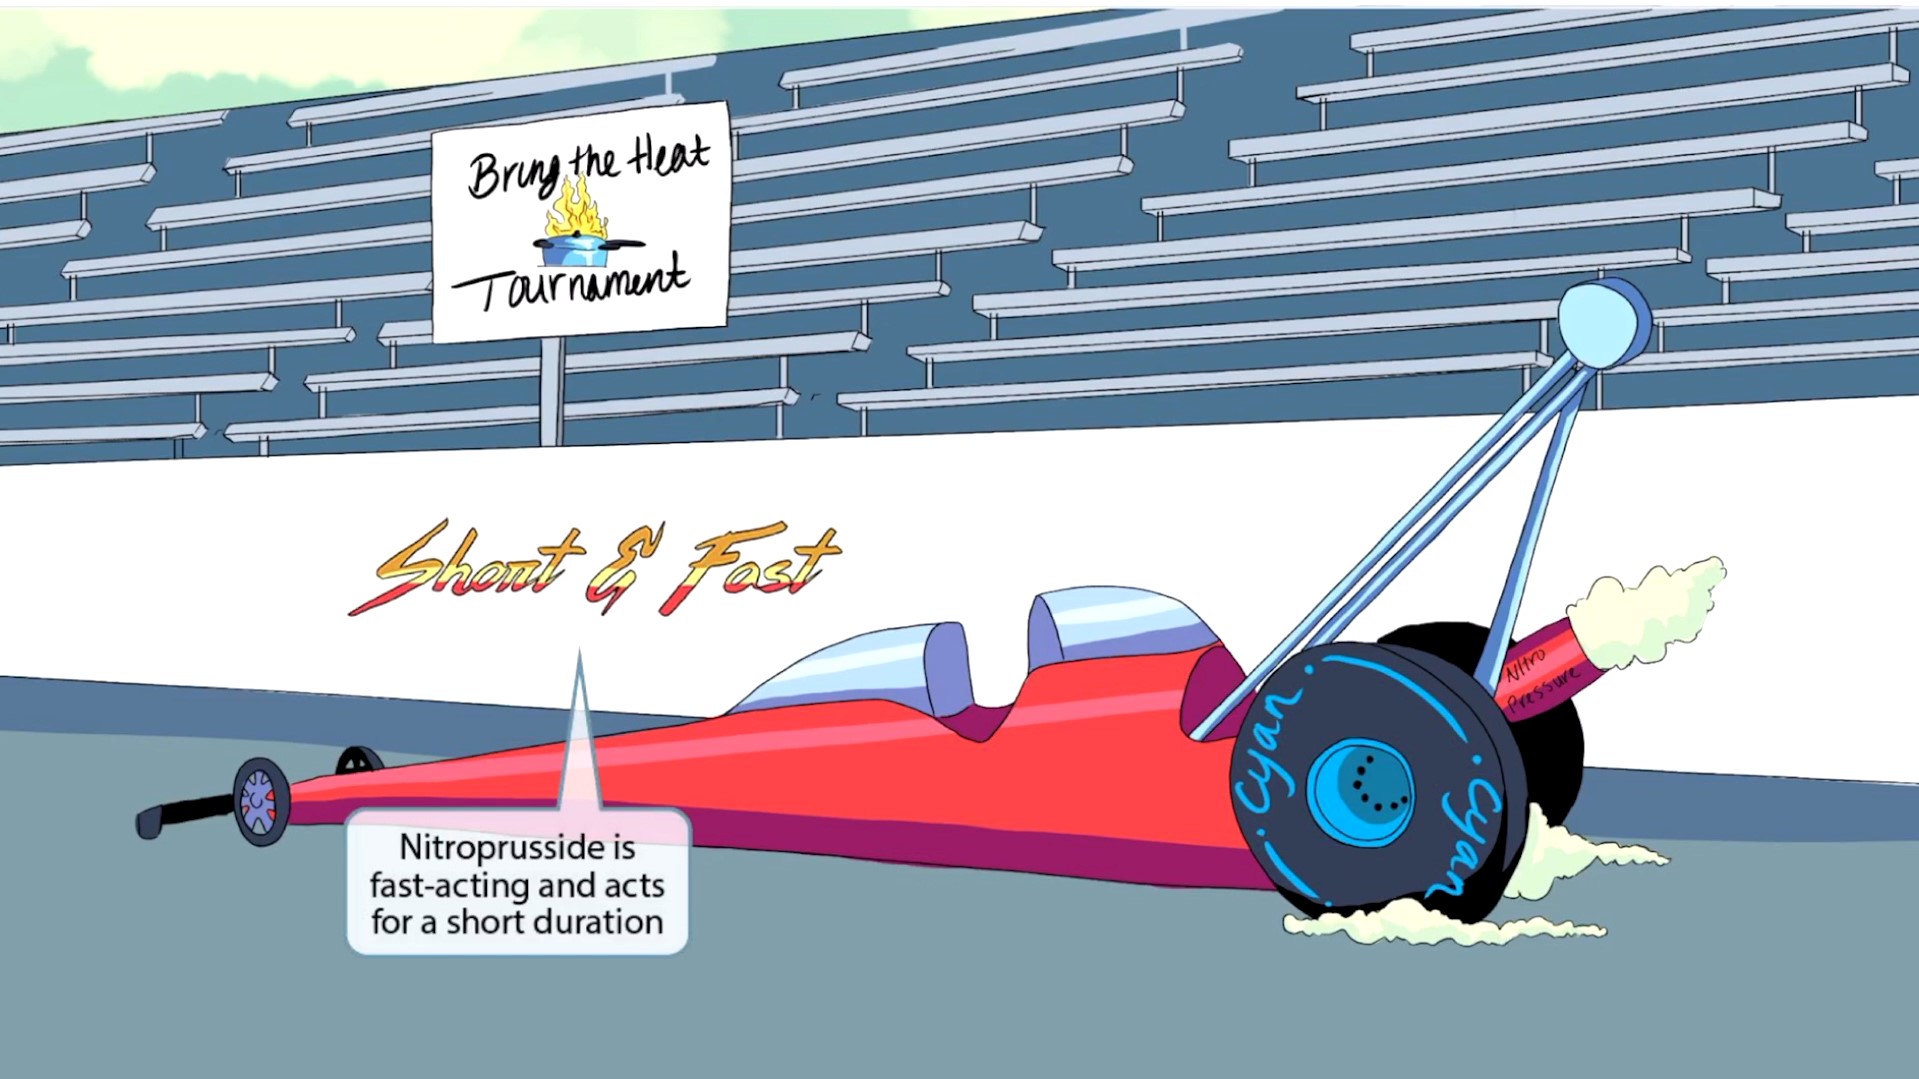 Bring the Heat
Tournament
Short & Fast
Nitro
Pressure
Cyan
Cyan
Nitroprusside is
fast-acting and acts
for a short duration